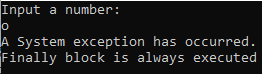 Input a number:
o
A System exception has occurred.
Finally block is always executed